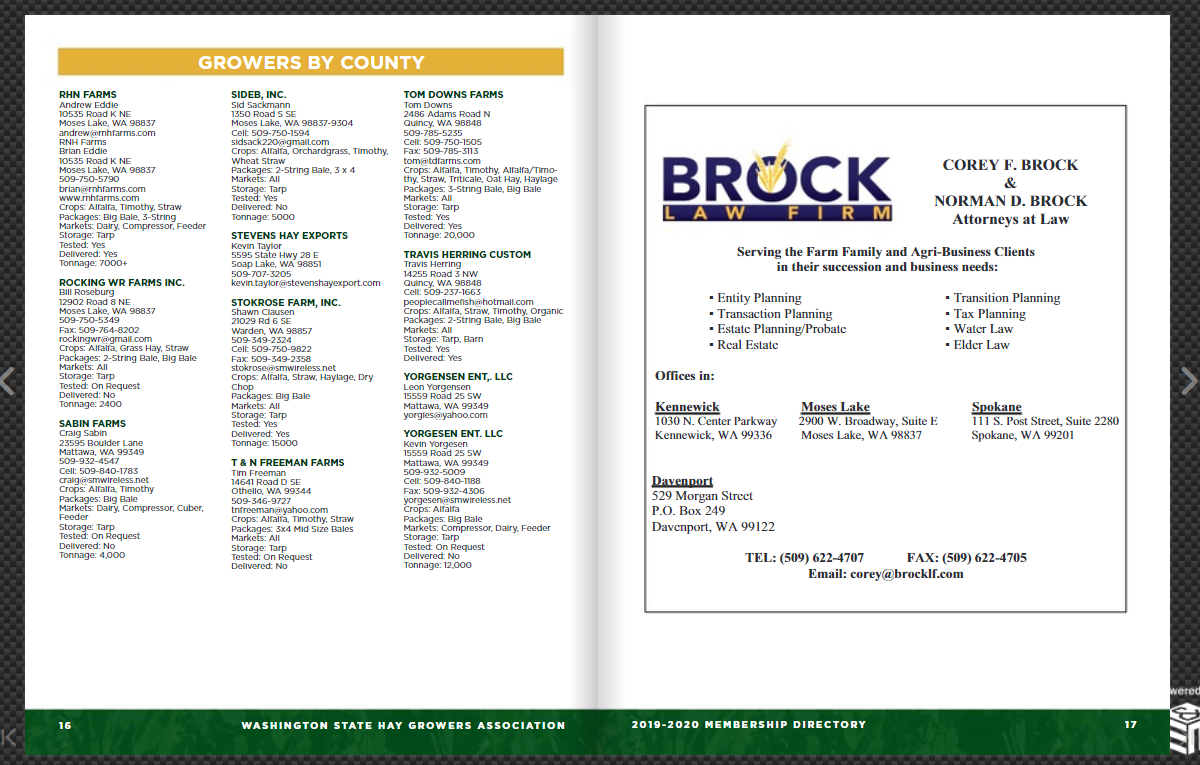 GROWERS BY COUNTY
RHN FARMS
Andrew Eddie
10535 Road K NE
Moses Lake, WA 98837
andrew@rnhfarms.com
RNH Farms
Brian Eddie
10535 Road K NE
Moses Lake, WA 98837
509-750-5790
brian@rnhfarms.com
www.rnhfarms.com
Crops: Alfalfa, Timothy, Straw
Packages: Big Bale, 3-String
Markets: Dairy, Compressor, Feeder
Storage: Tarp
Tested: Yes
Delivered: Yes
Tonnage: 7000+
ROCKING WR FARMS INC.
Bill Roseburg
12902 Road 8 NE
Moses Lake, WA 98837
509-750-5349
Fax: 509-764-8202
rockingwr@gmail.com
Crops: Alfalfa, Grass Hay, Straw
Packages: 2-String Bale, Big Bale
Markets: All
Storage: Tarp
Tested: On Request
Delivered: No
Tonnage: 2400
SABIN FARMS
Craig Sabin
23595 Boulder Lane
Mattawa, WA 99349
509-932-4547
Cell: 509-840-1783
craig@smwireless.net
Crops: Alfalfa, Timothy
Packages: Big Bale
Markets: Dairy, Compressor, Cuber,
Feeder
Storage: Tarp
Tested: On Request
Delivered: No
Tonnage: 4,000
SIDEB, INC.
Sid Sackmann
1350 Road S SE
Moses Lake, WA 98837-9304
Cell: 509-750-1594
sidsack220@gmail.com
Crops: Alfalfa, Orchardgrass, Timothy,
Wheat Straw
Packages: 2-String Bale, 3 x 4
Markets: All
Storage: Tarp
Tested: Yes
Delivered: No
Tonnage: 5000
STEVENS HAY EXPORTS
Kevin Taylor
5595 State Hwy 28 E
Soap Lake, WA 98851
509-707-3205
kevin.taylor@stevenshayexport.com
STOKROSE FARM, INC.
Shawn Clausen
21029 Rd 6 SE
Warden, WA 98857
509-349-2324
Cell: 509-750-9822
Fax: 509-349-2358
stokrose@smwireless.net
Crops: Alfalfa, Straw, Haylage, Dry
Chop
Packages: Big Bale
Markets: All
Storage: Tarp
Tested: Yes
Delivered: Yes
Tonnage: 15000
T & N FREEMAN FARMS
Tim Freeman
14641 Road D SE
Othello, WA 99344
509-346-9727
tnfreeman@yahoo.com
Crops: Alfalfa, Timothy, Straw
Packages: 3x4 Mid Size Bales
Markets: All
Storage: Tarp
Tested: On Request
Delivered: No
TOM DOWNS FARMS
Tom Downs
2486 Adams Road N
Quincy, WA 98848
509-785-5235
Cell: 509-750-1505
Fax: 509-785-3113
tom@tdfarms.com
Crops: Alfalfa, Timothy, Alfalfa/Timo-
thy, Straw, Triticale, Oat Hay, Haylage
Packages: 3-String Bale, Big Bale
Markets: All
Storage: Tarp
Tested: Yes
Delivered: Yes
Tonnage: 20,000
TRAVIS HERRING CUSTOM
Travis Herring
14255 Road 3 NW
Quincy, WA 98848
Cell: 509-237-1663
peoplecallmefish@hotmail.com
Crops: Alfalfa, Straw, Timothy, Organic
Packages: 2-String Bale, Big Bale
Markets: All
Storage: Tarp, Barn
Tested: Yes
Delivered: Yes
YORGENSEN ENT,. LLC
Leon Yorgensen
15559 Road 25 SW
Mattawa, WA 99349
yorgies@yahoo.com
YORGESEN ENT. LLC
Kevin Yorgesen
15559 Road 25 SW
Mattawa, WA 99349
509-932-5009
Cell: 509-840-1188
Fax: 509-932-4306
yorgesen@smwireless.net
Crops: Alfalfa
Packages: Big Bale
Markets: Compressor, Dairy, Feeder
Storage: Tarp
Tested: On Request
Delivered: No
Tonnage: 12,000
16
WASHINGTON STATE HAY GROWERS ASSOCIATION
BROCK
LAW FIRM
COREY F. BROCK
&
NORMAN D. BROCK
Attorneys at Law
Serving the Farm Family and Agri-Business Clients
in their succession and business needs:
▪ Entity Planning
▪ Transaction Planning
▪ Estate Planning/Probate
▪ Real Estate
▪ Transition Planning
▪ Tax Planning
▪ Water Law
▪ Elder Law
Offices in:
Kennewick
1030 N. Center Parkway
Kennewick, WA 99336
Moses Lake
2900 W. Broadway, Suite E
Moses Lake, WA 98837
Spokane
111 S. Post Street, Suite 2280
Spokane, WA 99201
Davenport
529 Morgan Street
P.O. Box 249
Davenport, WA 99122
TEL: (509) 622-4707 FAX: (509) 622-4705
Email: corey@brocklf.com
2019-2020 MEMBERSHIP DIRECTORY
17
wered